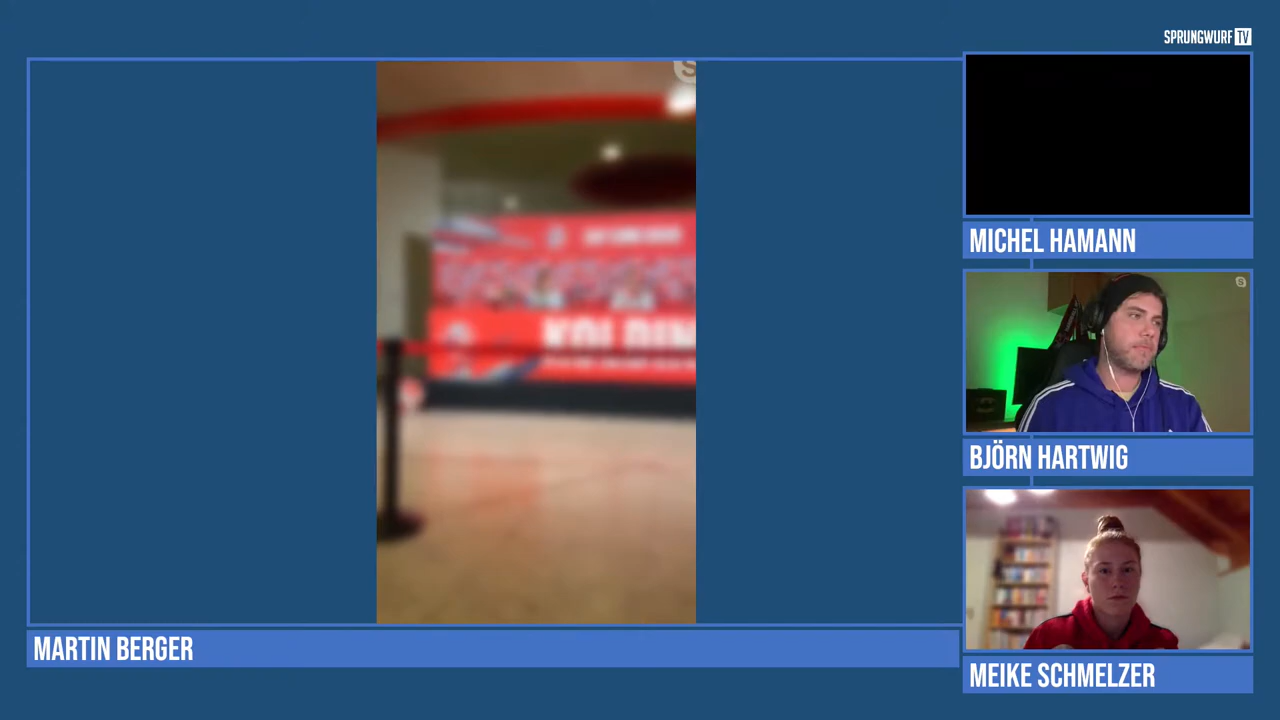 SPRUNGWURF TV
MICHEL HAMANN
BJÖRN HARTWIG
MARTIN BERGER
MEIKE SCHMELZER